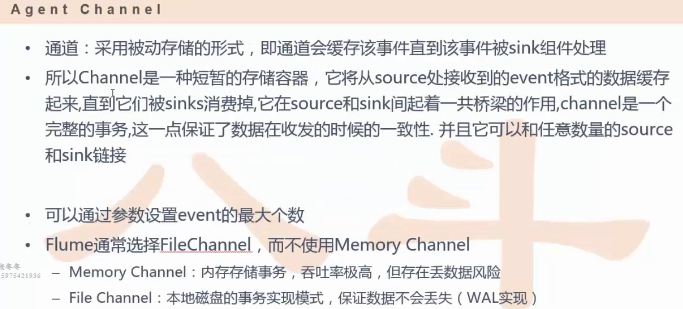 Agent Channel
• 通道：采用被动存储的形式，即通道会缓存该事件直到该事件被sink组件处理
• 所以Channel是一种短暂的存储容器，它将从source处接收到的event格式的数据缓存
起来,直到它们被sinks消费掉,它在source和sink间起着一共桥梁的作用,channel是一个
完整的事务,这一点保证了数据在收发的时候的一致性. 并且它可以和任意数量的source
和sink链接
• 可以通过参数设置event的最大个数
• Flume通常选择FileChannel，而不使用Memory Channel
– Memory Channel：内存存储事务，吞吐率极高，但存在丢数据风险
– File Channel：本地磁盘的事务实现模式，保证数据不会丢失（WAL实现）
八斗